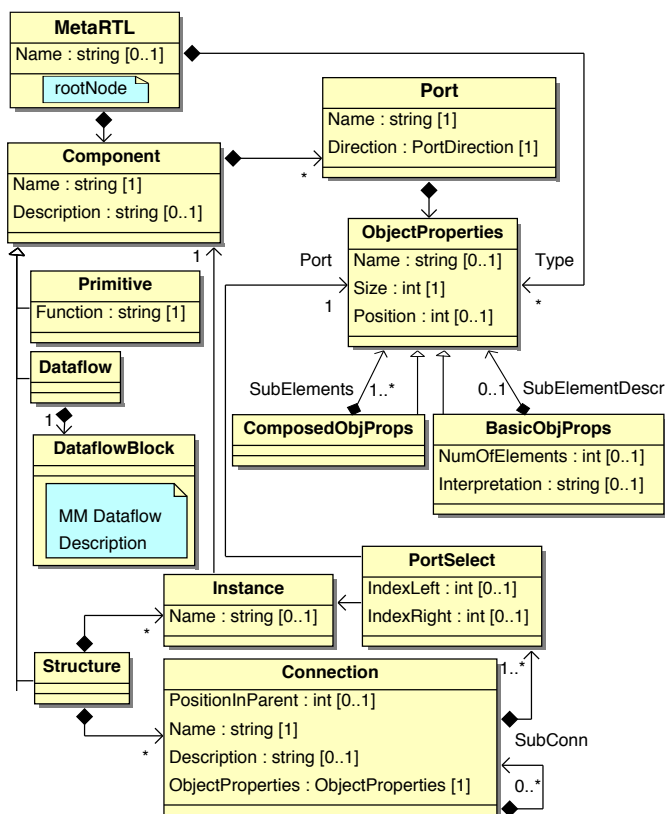 MetaRTL
Name : string [0..1]
rootNode
Port
Name : string [1]
Direction : PortDirection [1]
Component
Name : string [1]
Description : string [0..1]
*
ObjectProperties
Name : string [0..1]
Size : int [1]
Position : int [0..1]
Port
1
Type
*
1
Primitive
Function : string [1]
Dataflow
1
SubElements
1..*
0..1
SubElementDescr
ComposedObjProps
BasicObjProps
NumOfElements : int [0..1]
Interpretation : string [0..1]
DataflowBlock
MM Dataflow
Description
PortSelect
IndexLeft : int [0..1]
IndexRight : int [0..1]
Instance
Name : string [0..1]
*
Structure
*
Connection
PositionInParent : int [0..1]
Name : string [1]
Description : string [0..1]
ObjectProperties : ObjectProperties [1]
1..*
SubConn
0..*